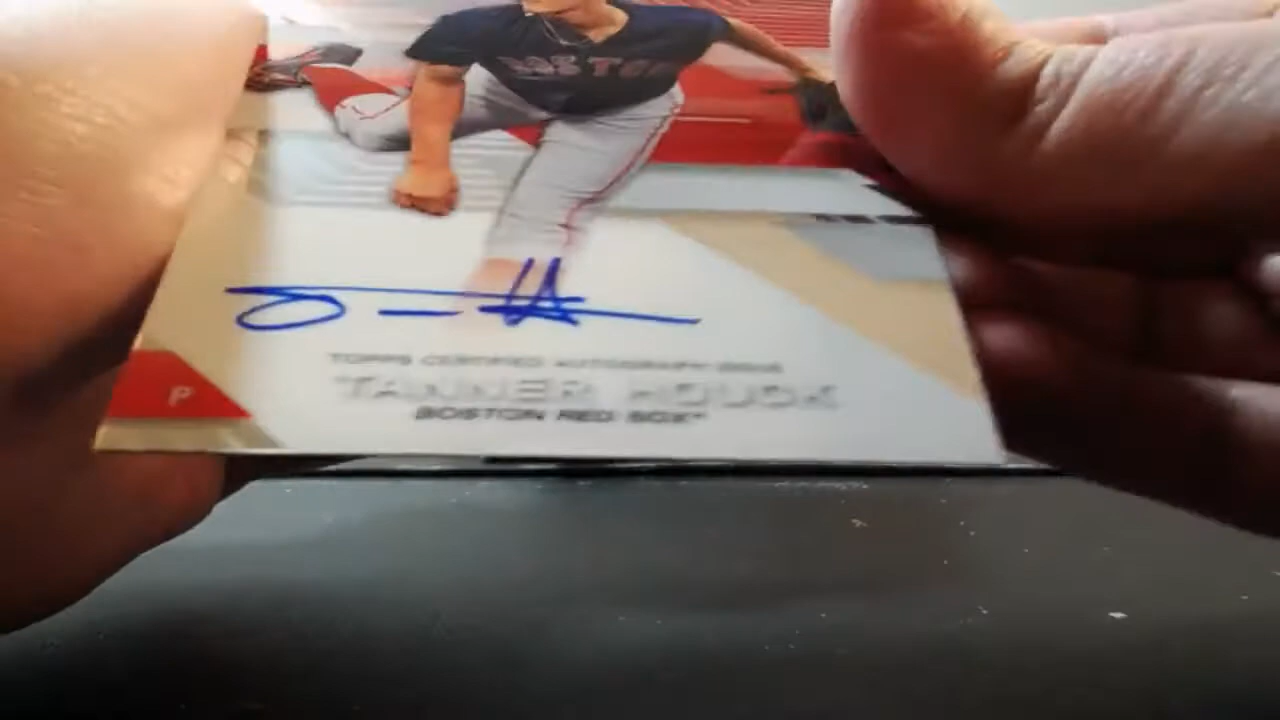 BOSTON
TOPPS CERTIFIED AUTOGRAPH ISSUE
TANNER HOUCK
P
BOSTON RED SOX